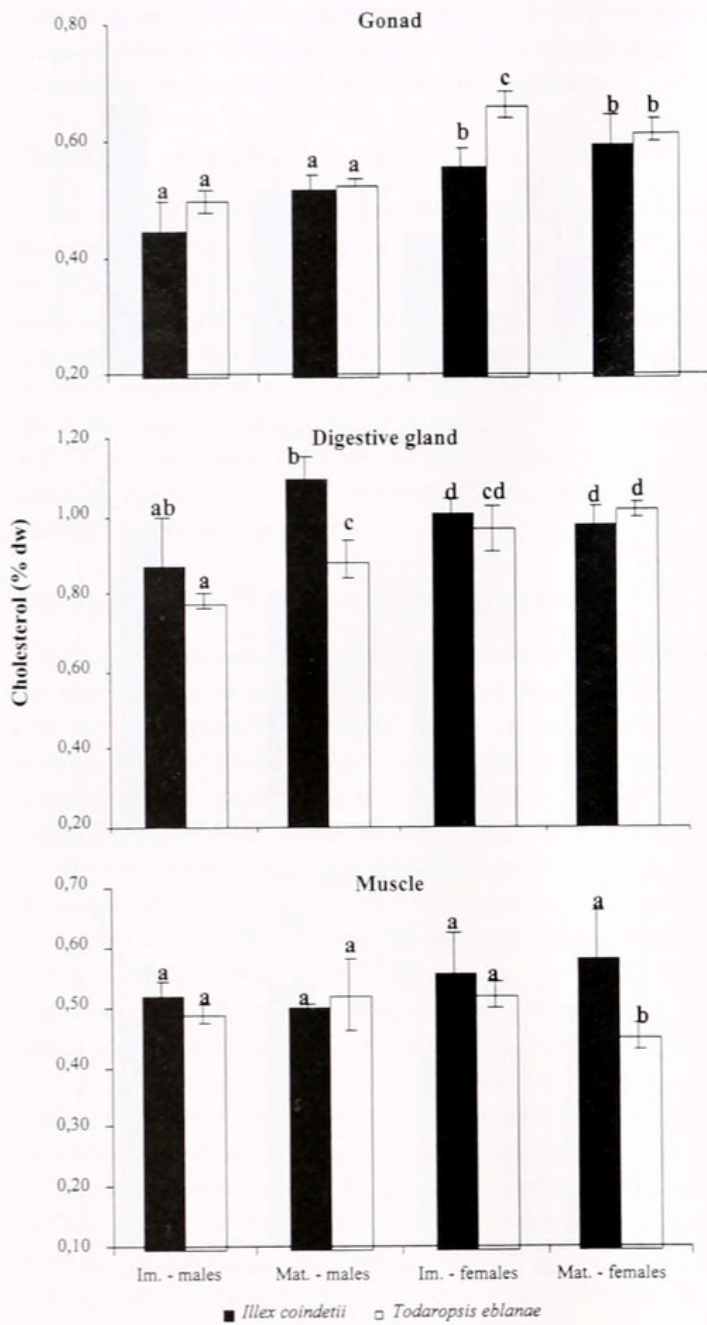 Gonad
0,80
0,60
0,40
0,20
a
a
a
a
b
c
b
b
Digestive gland
1,20
1,00
0,80
0,60
0,40
0,20
ab
a
b
c
d
cd
d
d
Cholesterol (% dw)
Muscle
0,70
0,60
0,50
0,40
0,30
0,20
0,10
a
a
a
a
a
a
a
b
Im. - males Mat. - males Im. - females Mat. - females
Illex coindetii Todaropsis eblanae